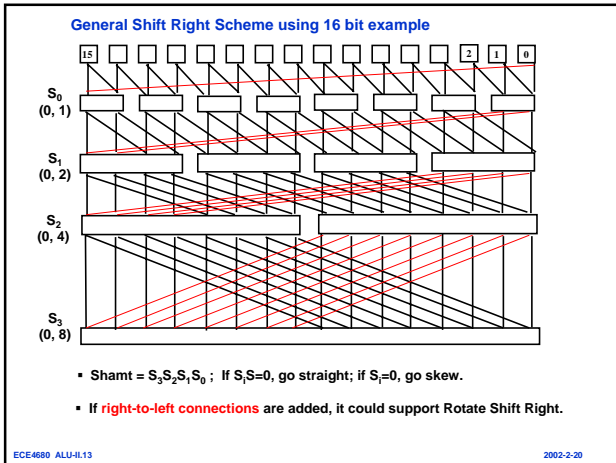 General Shift Right Scheme using 16 bit example
15 2 1 0
S0
(0, 1)
S1
(0, 2)
S2
(0, 4)
S3
(0, 8)
▪ Shamt = S3S2S1S0 ; If SiS=0, go straight; if Si=0, go skew.
▪ If right-to-left connections are added, it could support Rotate Shift Right.
ECE4680 ALU-II.13 2002-2-20